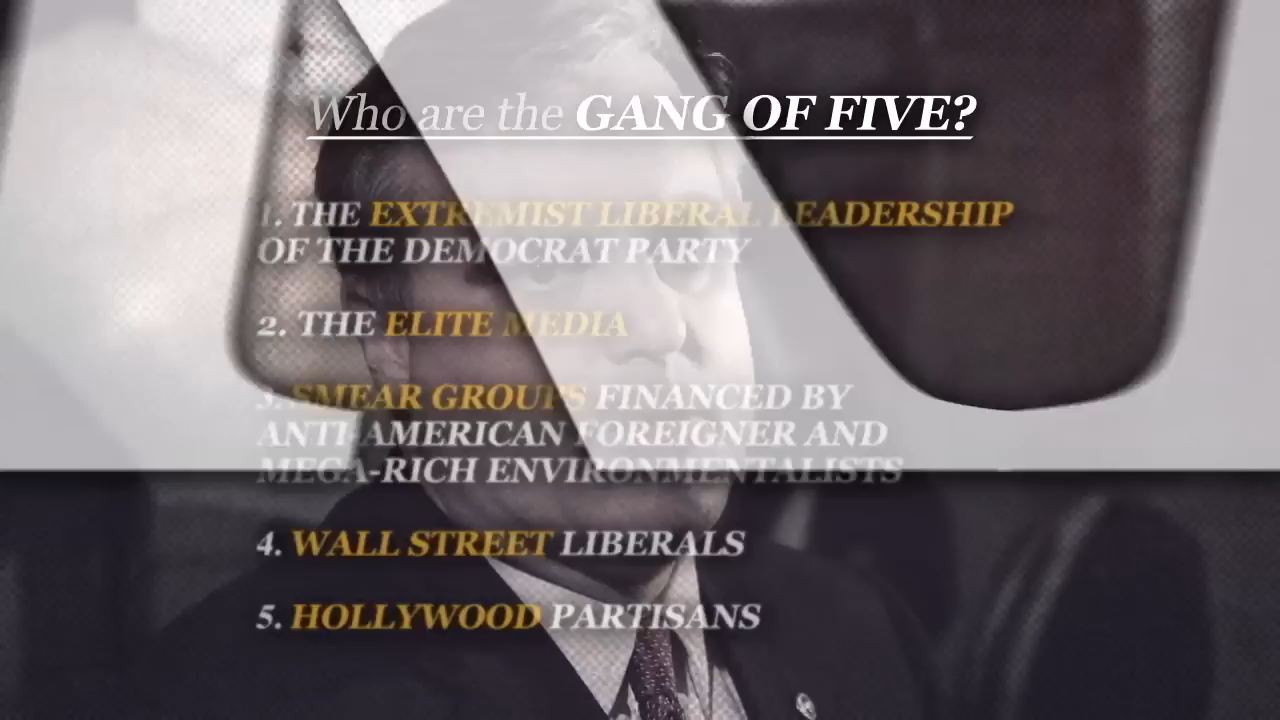 Who are the GANG OF FIVE?
1. THE EXTREMIST LIBERAL LEADERSHIP
OF THE DEMOCRAT PARTY
2. THE ELITE MEDIA
3. SMEAR GROUPS FINANCED BY
ANTI-AMERICAN FOREIGNER AND
MEGA-RICH ENVIRONMENTALISTS
4. WALL STREET LIBERALS
5. HOLLYWOOD PARTISANS